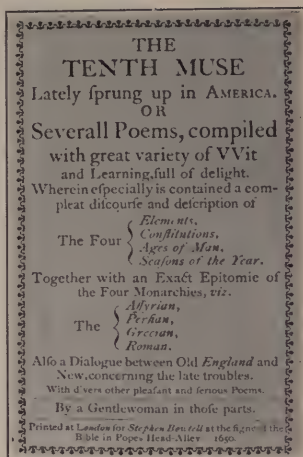 THE
TENTH MUSE
Lately ſprung up in AMERICA.
OR
Severall Poems, compiled
with great variety of VVit
and Learning, full of delight.
Wherein eſpecially is contained a com-
pleat diſcourſe and deſcription of
The Four { Elements,
Conſtitutions,
Ages of Man,
Seaſons of the Year.
Together with an Exact Epitomie of
the Four Monarchies, viz.
The { Aſſyrian,
Perſian,
Grecian,
Roman.
Alſo a Dialogue between Old England and
New, concerning the late troubles.
With divers other pleaſant and ſerious Poems.
By a Gentlewoman in thoſe parts.
Printed at London for Stephen Bowtell at the ſigne of the
Bible in Popes Head-Alley 1650.